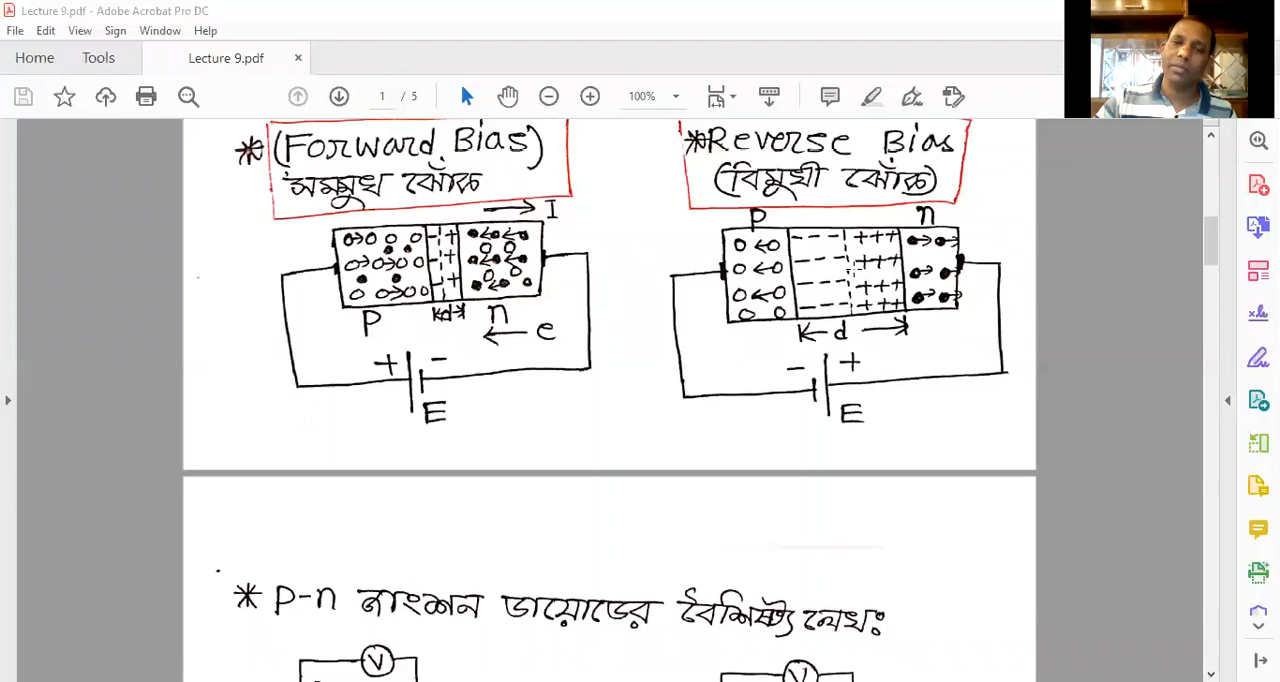 Lecture 9.pdf - Adobe Acrobat Pro DC
File Edit View Sign Window Help
Home Tools Lecture 9.pdf ×
1 / 5 100%
*(Forward Bias)
সম্মুখ ঝোঁক
*Reverse Bias
(বিমুখী ঝোঁক)
I
P n
- +
- +
- +
- +
- - - - + + +
- - - - + + +
- - - - + + +
- - - - + + +
P d n
e
d
+ -
E
- +
E
* P-n জাংশন ডায়োডের বৈশিষ্ট্য লেখঃ
V V